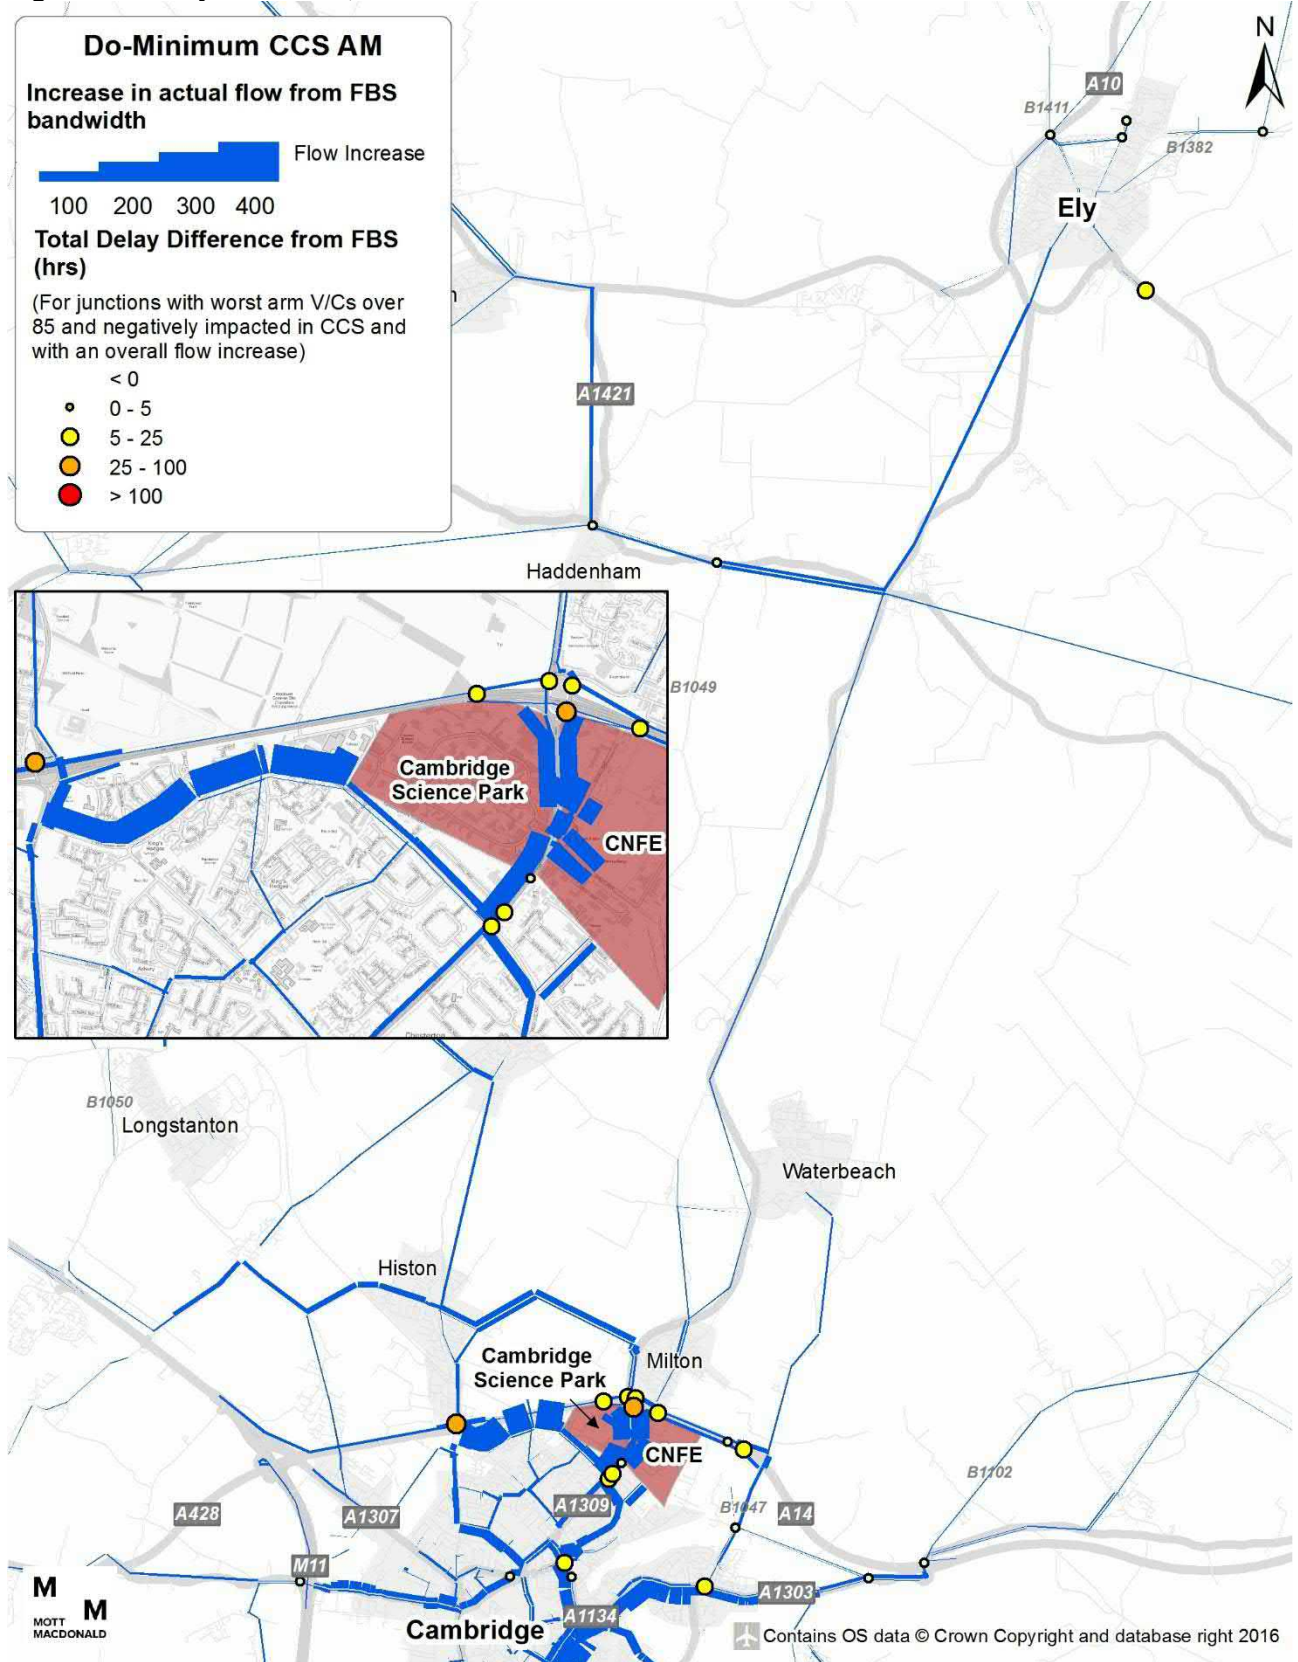 Do-Minimum CCS AM
Increase in actual flow from FBS
bandwidth
Flow Increase
100 200 300 400
Total Delay Difference from FBS
(hrs)
(For junctions with worst arm V/Cs over
85 and negatively impacted in CCS and
with an overall flow increase)
< 0
0 - 5
5 - 25
25 - 100
> 100
N
A10
B1411
B1382
Ely
A1421
Haddenham
B1049
Cambridge
Science Park
CNFE
King's
Hedges
Chesterton
B1050
Longstanton
Waterbeach
Histon
Cambridge
Science Park
Milton
CNFE
B1102
A1309
B1047
A14
A428
A1307
M11
A1303
A1134
Cambridge
M M
MOTT
MACDONALD
Contains OS data © Crown Copyright and database right 2016